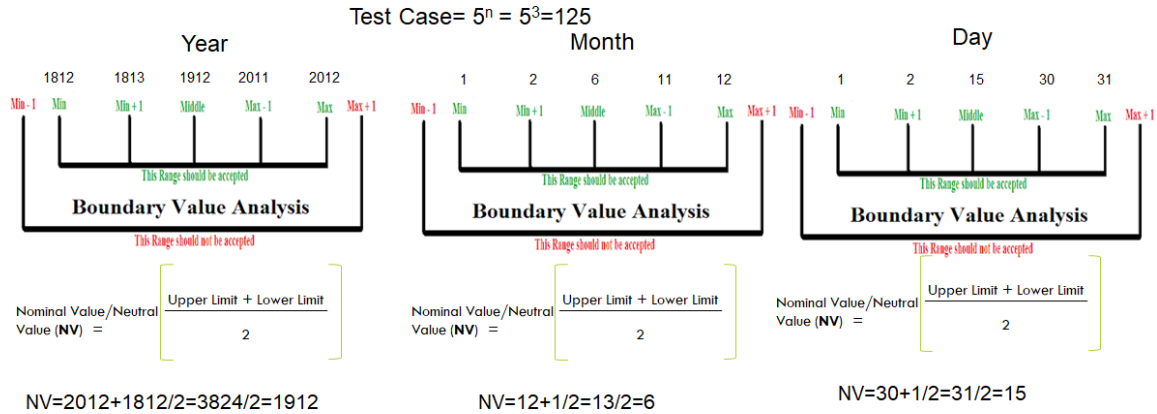 Test Case= 5ⁿ = 5³=125
Year
1812 1813 1912 2011 2012
Min - 1 Min Min + 1 Middle Max - 1 Max Max + 1
This Range should be accepted
Boundary Value Analysis
This Range should not be accepted
Nominal Value/Neutral
Value (NV) =
Upper Limit + Lower Limit
2
NV=2012+1812/2=3824/2=1912
Month
1 2 6 11 12
Min - 1 Min Min + 1 Middle Max - 1 Max Max + 1
This Range should be accepted
Boundary Value Analysis
This Range should not be accepted
Nominal Value/Neutral
Value (NV) =
Upper Limit + Lower Limit
2
NV=12+1/2=13/2=6
Day
1 2 15 30 31
Min - 1 Min Min + 1 Middle Max - 1 Max Max + 1
This Range should be accepted
Boundary Value Analysis
This Range should not be accepted
Nominal Value/Neutral
Value (NV) =
Upper Limit + Lower Limit
2
NV=30+1/2=31/2=15